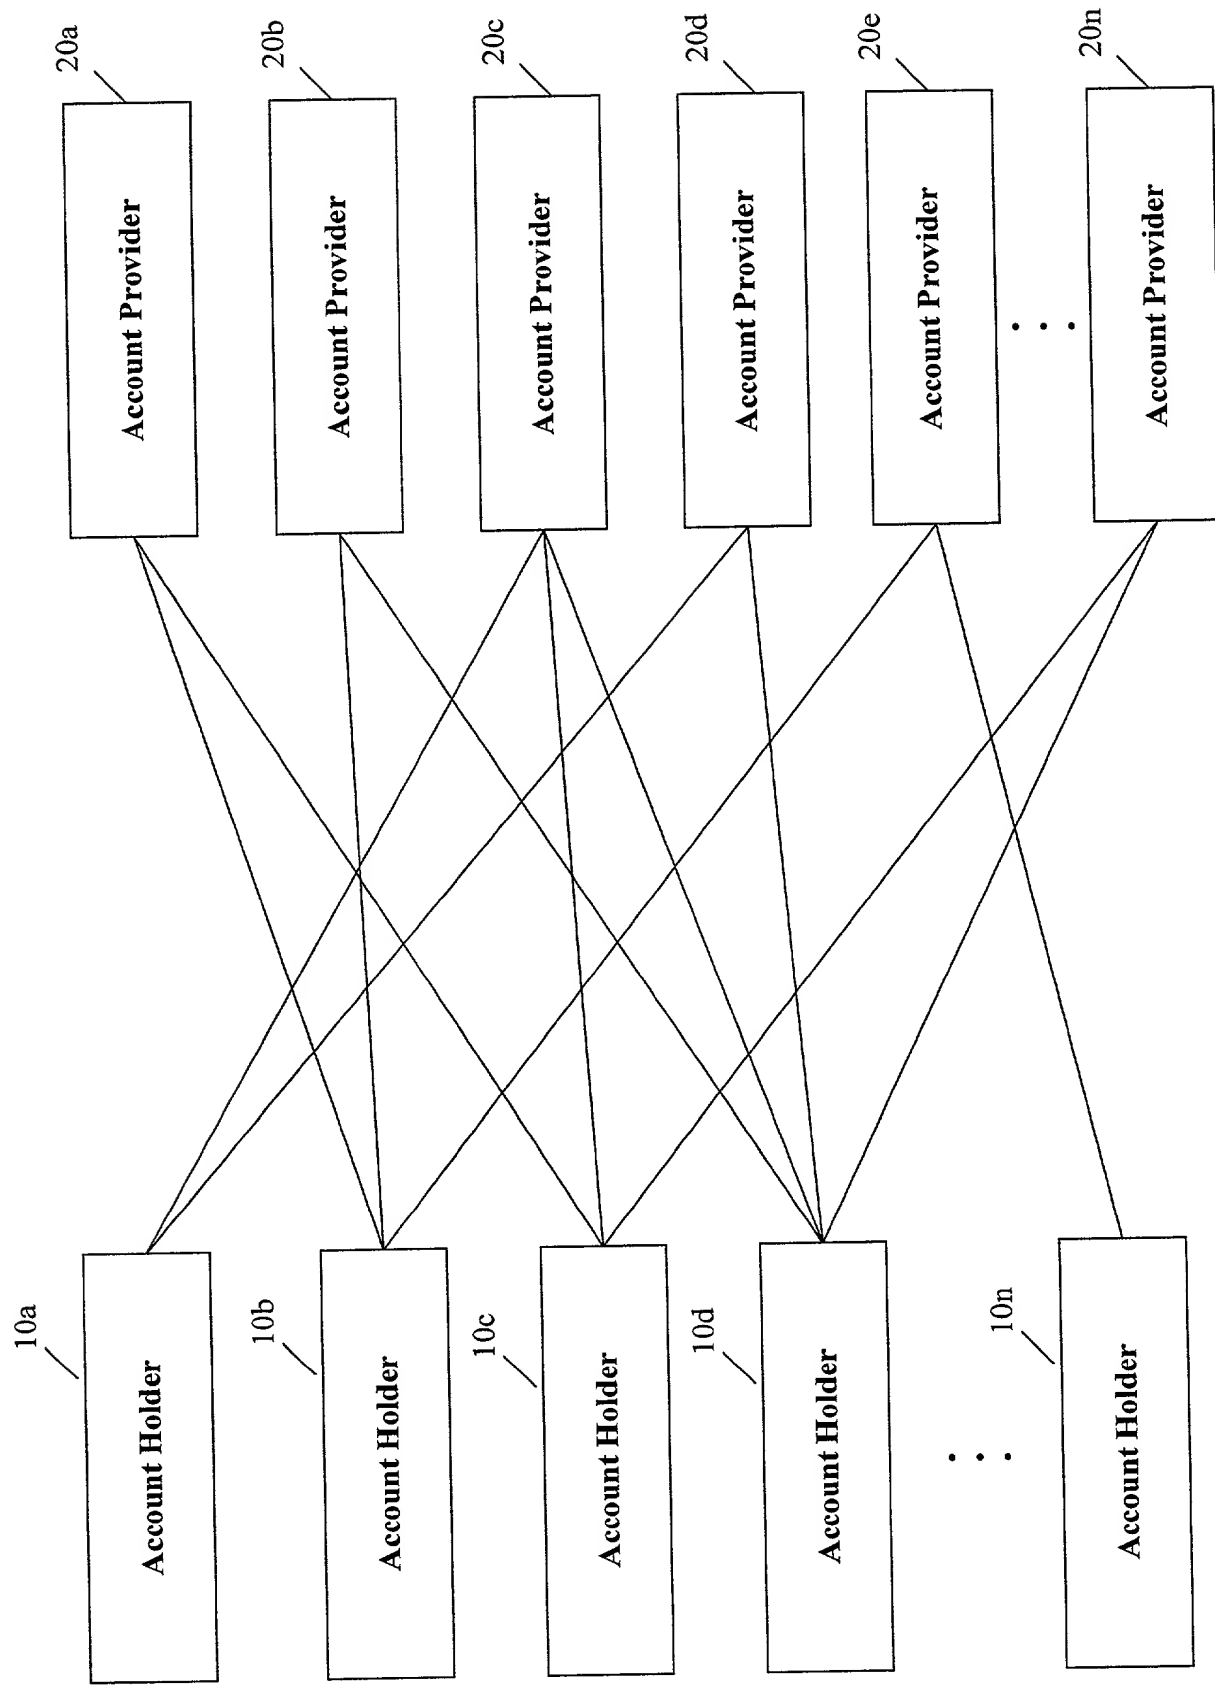 10a
Account Holder
10b
Account Holder
10c
Account Holder
10d
Account Holder
. . .
10n
Account Holder
20a
Account Provider
20b
Account Provider
20c
Account Provider
20d
Account Provider
20e
Account Provider
. . .
20n
Account Provider